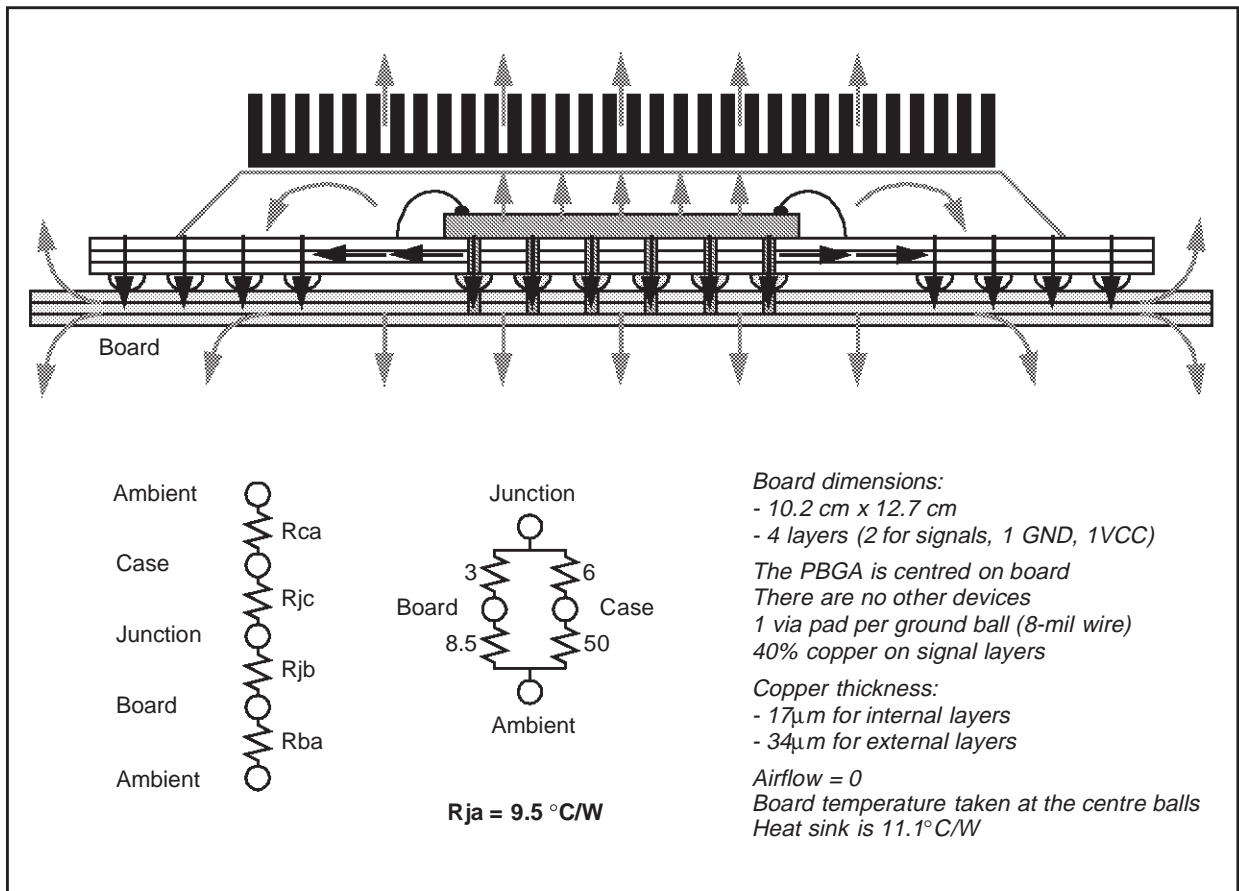 Board
Ambient
Rca
Case
Rjc
Junction
Rjb
Board
Rba
Ambient
Junction
3
6
Board
Case
8.5
50
Ambient
Rja = 9.5 °C/W
Board dimensions:
- 10.2 cm x 12.7 cm
- 4 layers (2 for signals, 1 GND, 1VCC)
The PBGA is centred on board
There are no other devices
1 via pad per ground ball (8-mil wire)
40% copper on signal layers
Copper thickness:
- 17μm for internal layers
- 34μm for external layers
Airflow = 0
Board temperature taken at the centre balls
Heat sink is 11.1°C/W